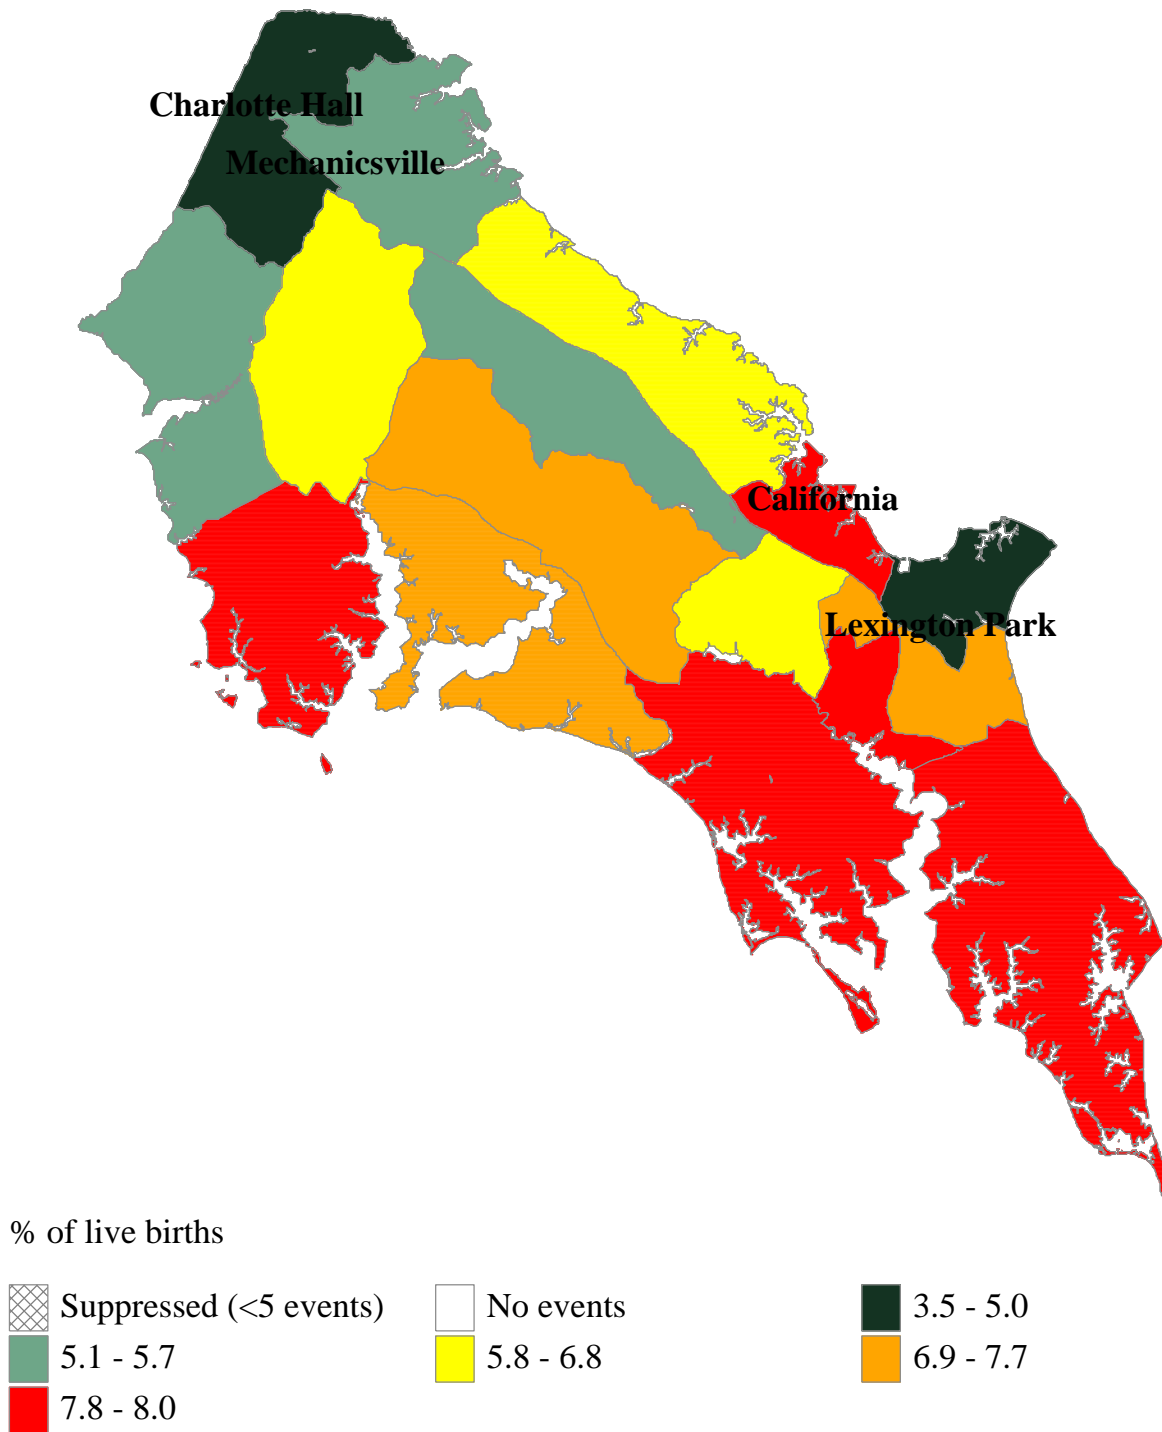 Charlotte Hall
Mechanicsville
California
Lexington Park
% of live births
Suppressed (<5 events)
No events
3.5 - 5.0
5.1 - 5.7
5.8 - 6.8
6.9 - 7.7
7.8 - 8.0